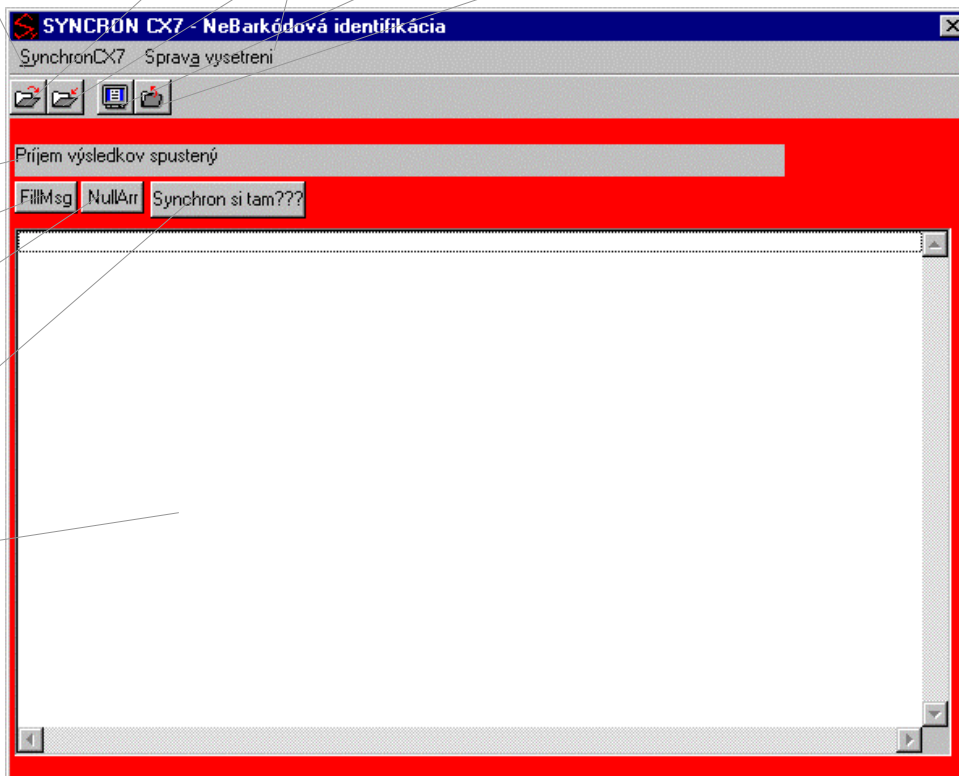 SYNCRON CX7 - NeBarkódová identifikácia
SynchronCX7 Sprava vysetreni
Príjem výsledkov spustený
FillMsg NullArr Synchron si tam???